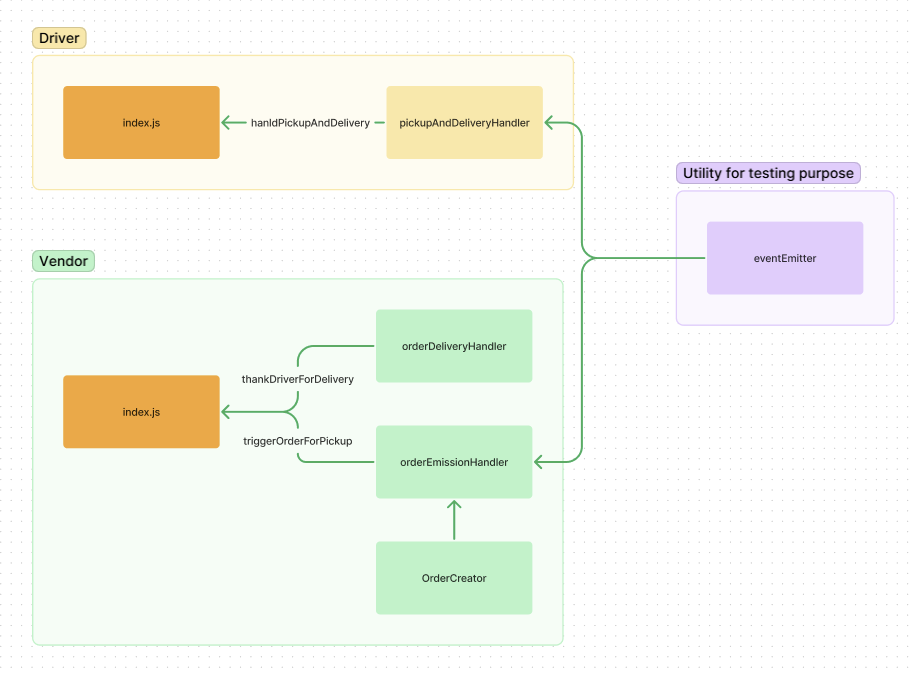 Driver
index.js
hanldPickupAndDelivery
pickupAndDeliveryHandler
Utility for testing purpose
eventEmitter
Vendor
orderDeliveryHandler
thankDriverForDelivery
index.js
triggerOrderForPickup
orderEmissionHandler
OrderCreator